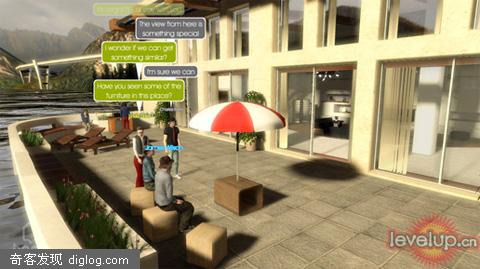 The view from here is
something special!
I wonder if we can get
something similar?
I'm sure we can
Have you seen some of the
furniture in this place?
levelup.cn
奇客发现 | diglog.com